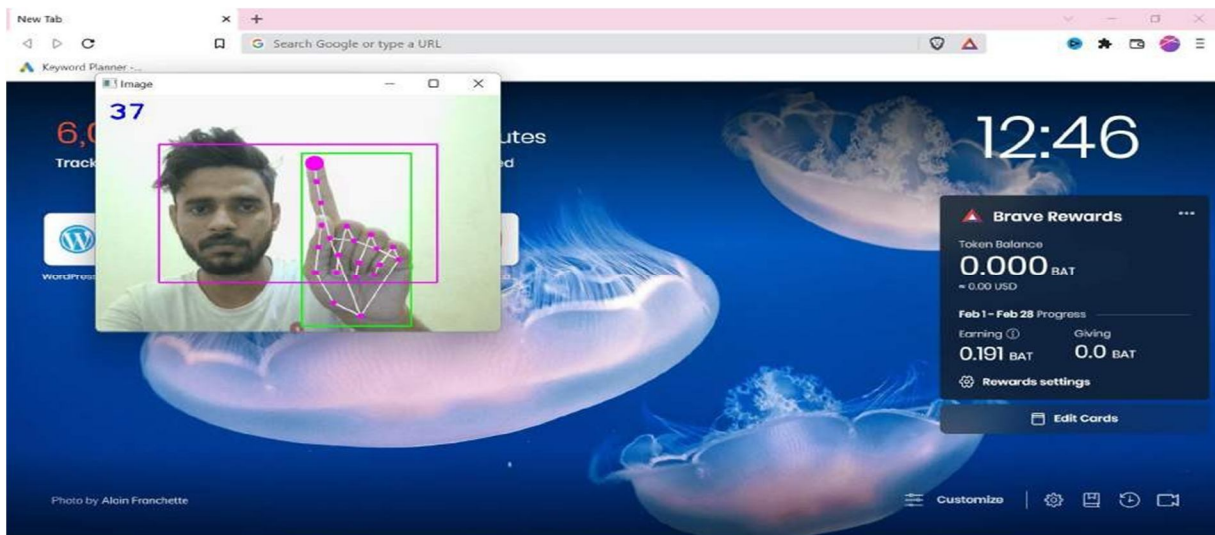 New Tab
Search Google or type a URL
Keyword Planner -...
Image
37
6,0
utes
Track
12:46
Brave Rewards
Token Balance
0.000 BAT
≈ 0.00 USD
Feb 1 – Feb 28 Progress
Earning Giving
0.191 BAT 0.0 BAT
Rewards settings
Edit Cards
WordPress
Photo by Aloin Franchette
Customize